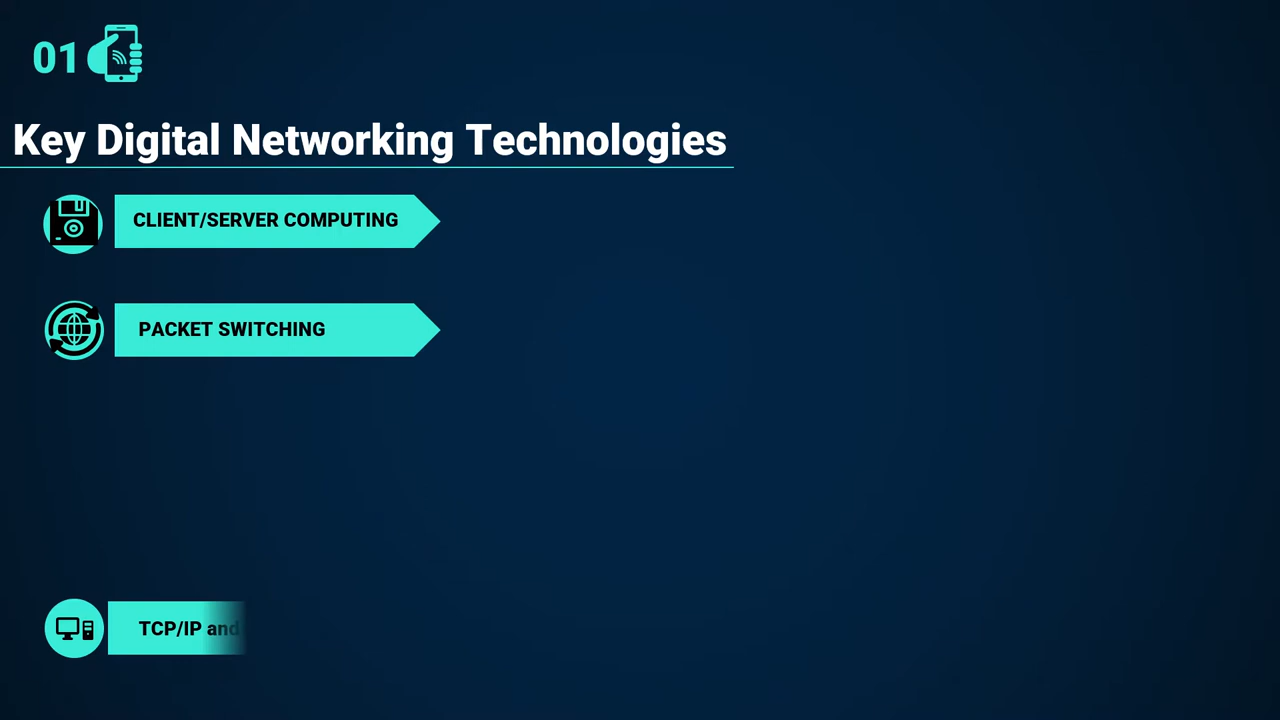 01
Key Digital Networking Technologies
CLIENT/SERVER COMPUTING
PACKET SWITCHING
TCP/IP and